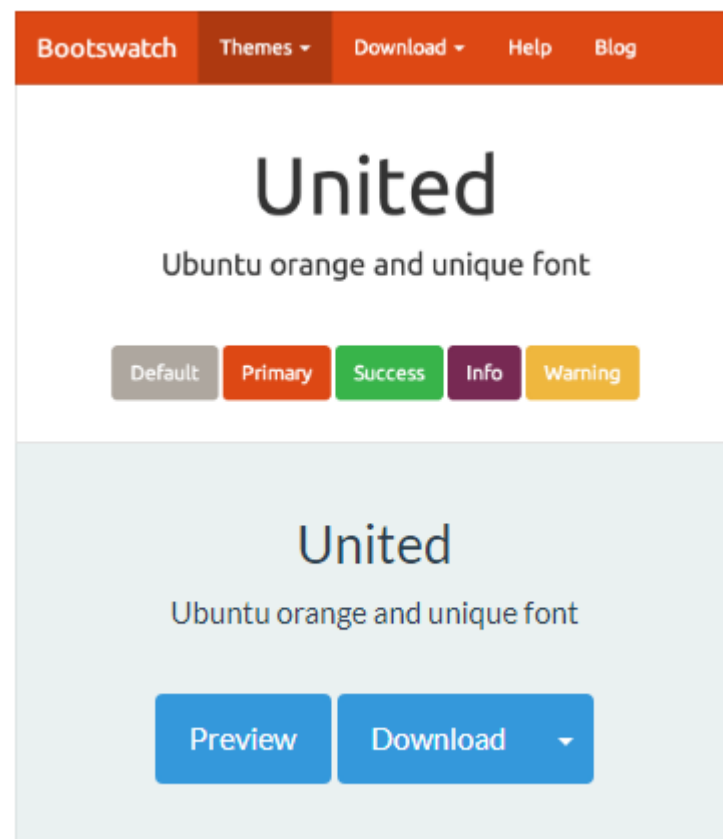 Bootswatch Themes Download Help Blog
United
Ubuntu orange and unique font
Default Primary Success Info Warning
United
Ubuntu orange and unique font
Preview Download